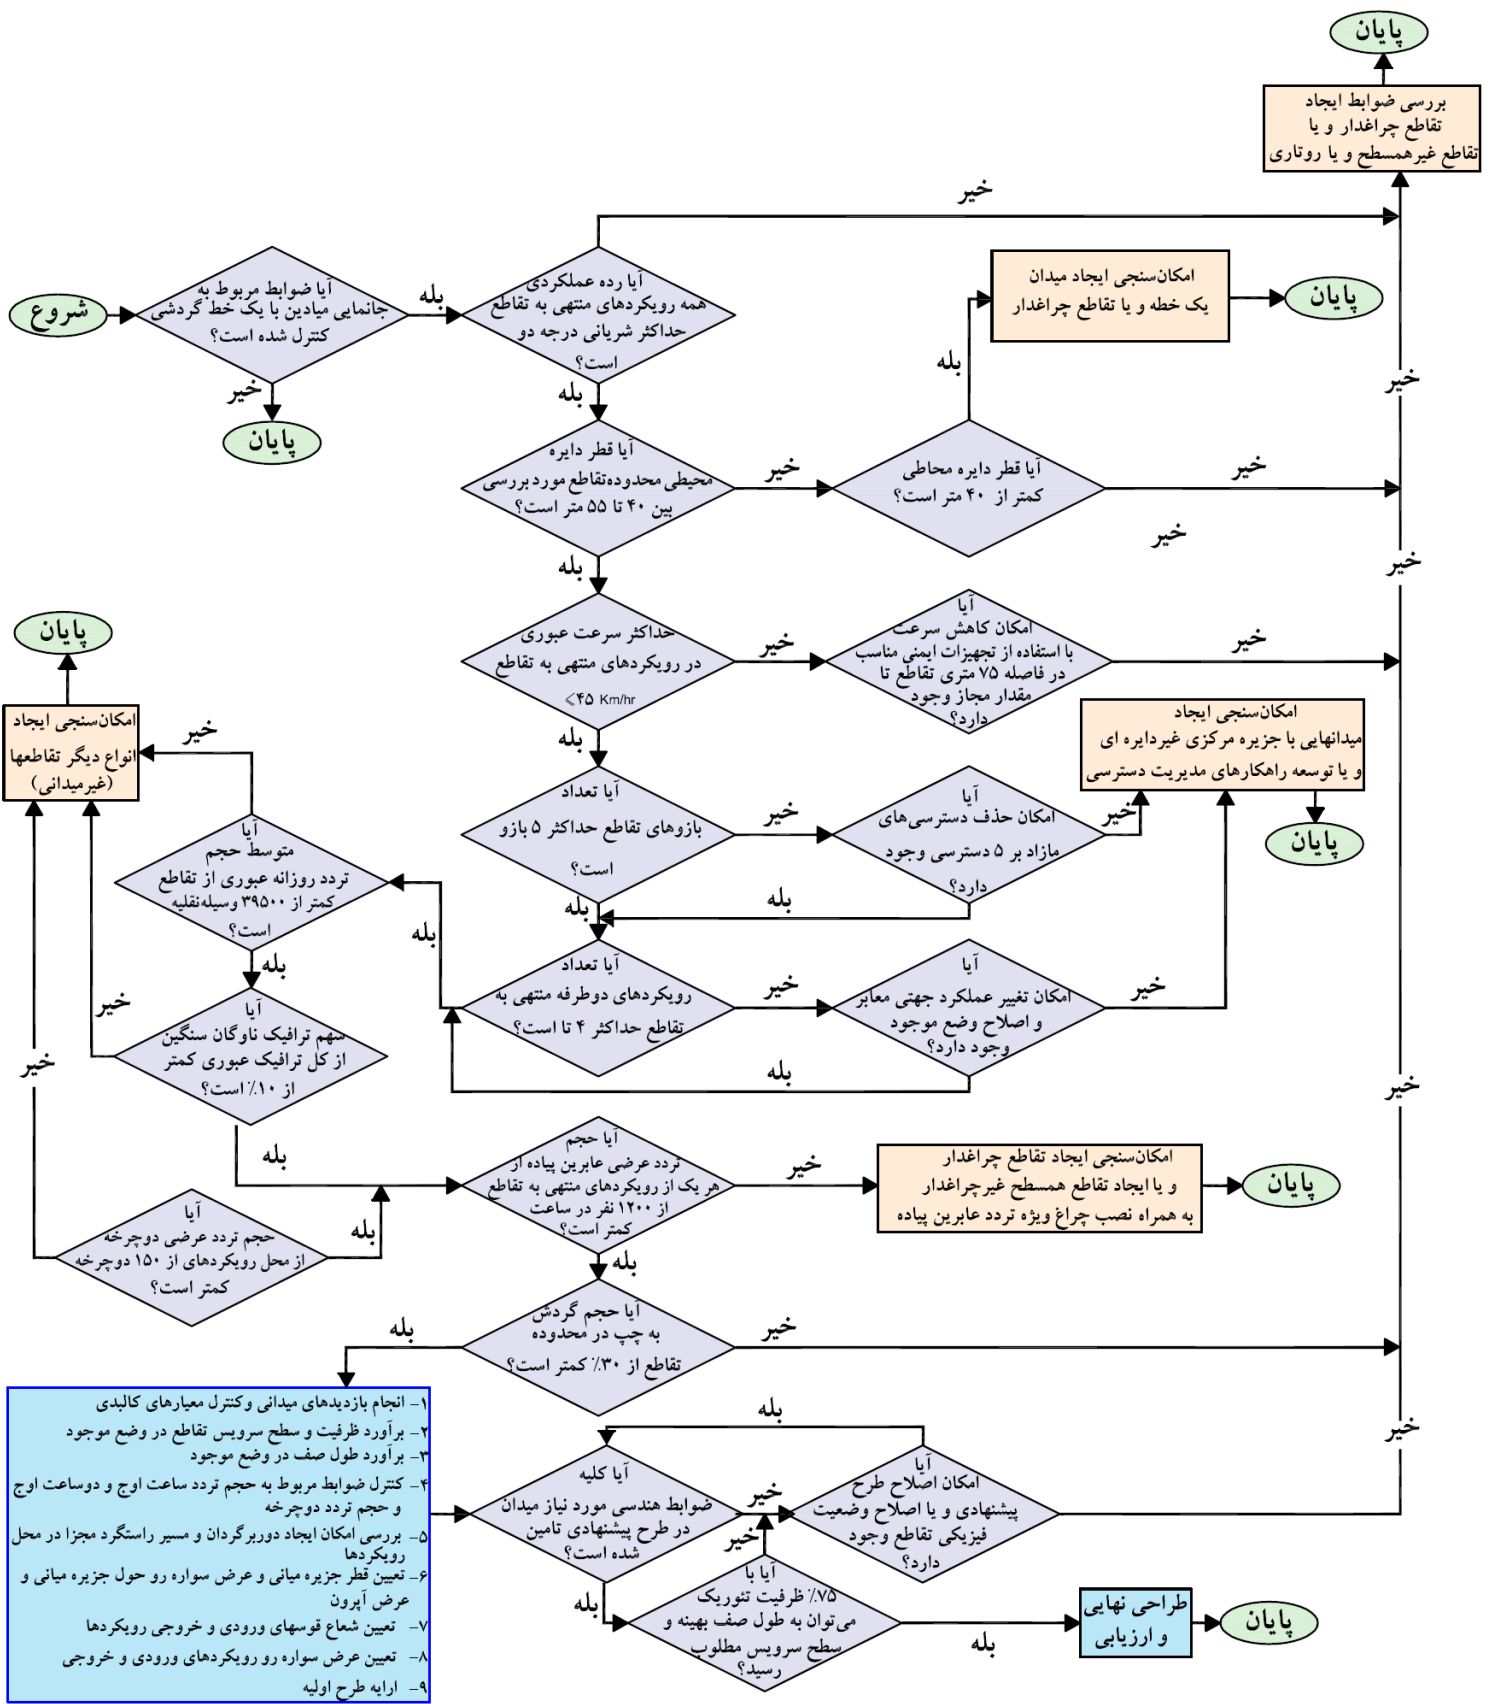 پایان
بررسی ضوابط ایجاد
تقاطع چراغدار و یا
تقاطع غیرهمسطح و یا روتاری
خیر
شروع
آیا ضوابط مربوط به
جانمایی میادین با یک خط گردشی
کنترل شده است؟
بله
خیر
پایان
آیا رده عملکردی
همه رویکردهای منتهی به تقاطع
حداکثر شریانی درجه دو
است؟
بله
امکان‌سنجی ایجاد میدان
یک خطه و یا تقاطع چراغدار
پایان
بله
خیر
آیا قطر دایره
محیطی محدوده‌تقاطع مورد بررسی
بین ۴۰ تا ۵۵ متر است؟
خیر
آیا قطر دایره محاطی
کمتر از ۴۰ متر است؟
خیر
خیر
خیر
بله
حداکثر سرعت عبوری
در رویکردهای منتهی به تقاطع
⩽۴۵ Km/hr
خیر
آیا
امکان کاهش سرعت
با استفاده از تجهیزات ایمنی مناسب
در فاصله ۷۵ متری تقاطع تا
مقدار مجاز وجود
دارد؟
خیر
بله
پایان
امکان‌سنجی ایجاد
انواع دیگر تقاطعها
(غیرمیدانی)
خیر
امکان‌سنجی ایجاد
میدانهایی با جزیره مرکزی غیردایره ای
و یا توسعه راهکارهای مدیریت دسترسی
پایان
آیا تعداد
بازوهای تقاطع حداکثر ۵ بازو
است؟
خیر
آیا
امکان حذف دسترسی‌های
مازاد بر ۵ دسترسی وجود
دارد؟
خیر
بله
بله
آیا
متوسط حجم
تردد روزانه عبوری از تقاطع
کمتر از ۳۹۵۰۰ وسیله‌نقلیه
است؟
بله
بله
آیا تعداد
رویکردهای دوطرفه منتهی به
تقاطع حداکثر ۴ تا است؟
خیر
آیا
امکان تغییر عملکرد جهتی معابر
و اصلاح وضع موجود
وجود دارد؟
خیر
بله
آیا
سهم ترافیک ناوگان سنگین
از کل ترافیک عبوری کمتر
از ۱۰٪ است؟
خیر
خیر
بله
خیر
آیا حجم
تردد عرضی عابرین پیاده از
هر یک از رویکردهای منتهی به تقاطع
از ۱۲۰۰ نفر در ساعت
کمتر است؟
خیر
امکان‌سنجی ایجاد تقاطع چراغدار
و یا ایجاد تقاطع همسطح غیرچراغدار
به همراه نصب چراغ ویژه تردد عابرین پیاده
پایان
بله
آیا
حجم تردد عرضی دوچرخه
از محل رویکردهای از ۱۵۰ دوچرخه
کمتر است؟
بله
آیا حجم گردش
به چپ در محدوده
تقاطع از ۳۰٪ کمتر است؟
خیر
بله
۱- انجام بازدیدهای میدانی وکنترل معیارهای کالبدی
۲- برآورد ظرفیت و سطح سرویس تقاطع در وضع موجود
۳- برآورد طول صف در وضع موجود
۴- کنترل ضوابط مربوط به حجم تردد ساعت اوج و دوساعت اوج
و حجم تردد دوچرخه
۵- بررسی امکان ایجاد دوربرگردان و مسیر راستگرد مجزا در محل
رویکردها
۶- تعیین قطر جزیره میانی و عرض سواره رو حول جزیره میانی و
عرض آپرون
۷- تعیین شعاع قوسهای ورودی و خروجی رویکردها
۸- تعیین عرض سواره رو رویکردهای ورودی و خروجی
۹- ارایه طرح اولیه
بله
آیا کلیه
ضوابط هندسی مورد نیاز میدان
در طرح پیشنهادی تامین
شده است؟
خیر
آیا
امکان اصلاح طرح
پیشنهادی و یا اصلاح وضعیت
فیزیکی تقاطع وجود
دارد؟
خیر
خیر
بله
آیا با
۷۵٪ ظرفیت تئوریک
می‌توان به طول صف بهینه و
سطح سرویس مطلوب
رسید؟
بله
طراحی نهایی
و ارزیابی
پایان